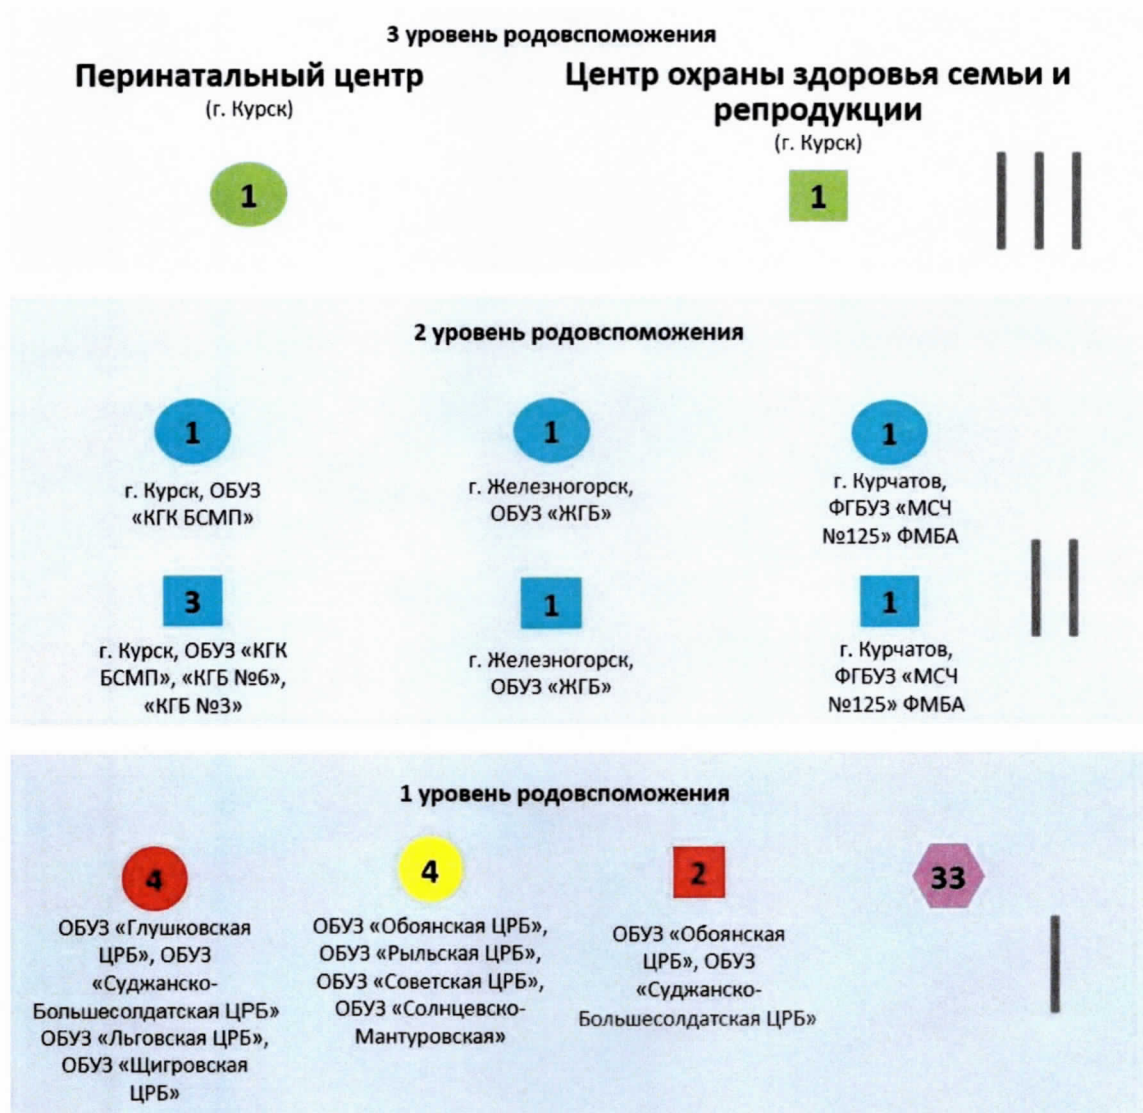 3 уровень родовспоможения
Перинатальный центр
(г. Курск)
1
Центр охраны здоровья семьи и
репродукции
(г. Курск)
1
2 уровень родовспоможения
1
г. Курск, ОБУЗ
«КГК БСМП»
1
г. Железногорск,
ОБУЗ «ЖГБ»
1
г. Курчатов,
ФГБУЗ «МСЧ
№125» ФМБА
3
г. Курск, ОБУЗ «КГК
БСМП», «КГБ №6»,
«КГБ №3»
1
г. Железногорск,
ОБУЗ «ЖГБ»
1
г. Курчатов,
ФГБУЗ «МСЧ
№125» ФМБА
1 уровень родовспоможения
4
ОБУЗ «Глушковская
ЦРБ», ОБУЗ
«Суджанско-
Большесолдатская ЦРБ»
ОБУЗ «Льговская ЦРБ»,
ОБУЗ «Щигровская
ЦРБ»
4
ОБУЗ «Обоянская ЦРБ»,
ОБУЗ «Рыльская ЦРБ»,
ОБУЗ «Советская ЦРБ»,
ОБУЗ «Солнцевско-
Мантуровская»
2
ОБУЗ «Обоянская
ЦРБ», ОБУЗ
«Суджанско-
Большесолдатская ЦРБ»
33